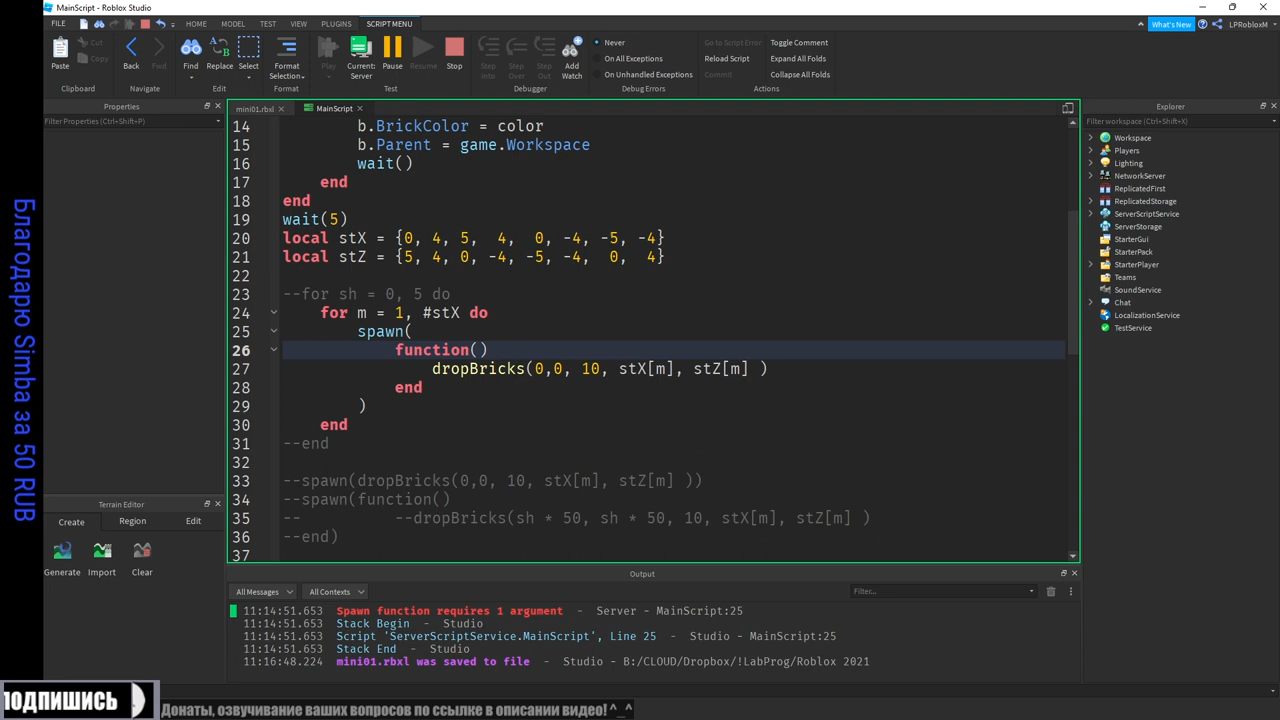 MainScript - Roblox Studio
FILE HOME MODEL TEST VIEW PLUGINS SCRIPT MENU What's New LPRobloxM
Paste Cut Copy Back Fwd Find Replace Select Format Selection Play Current: Server Pause Resume Stop Step Into Step Over Step Out Add Watch Never On All Exceptions On Unhandled Exceptions Go to Script Error Reload Script Commit Toggle Comment Expand All Folds Collapse All Folds
Clipboard Navigate Edit Format Test Debugger Debug Errors Actions
Properties
Filter Properties (Ctrl+Shift+P)
mini01.rbxl MainScript
14 b.BrickColor = color
15 b.Parent = game.Workspace
16 wait()
17 end
18 end
19 wait(5)
20 local stX = {0, 4, 5, 4, 0, -4, -5, -4}
21 local stZ = {5, 4, 0, -4, -5, -4, 0, 4}
22
23 --for sh = 0, 5 do
24 for m = 1, #stX do
25 spawn(
26 function()
27 dropBricks(0,0, 10, stX[m], stZ[m] )
28 end
29 )
30 end
31 --end
32
33 --spawn(dropBricks(0,0, 10, stX[m], stZ[m] ))
34 --spawn(function()
35 -- --dropBricks(sh * 50, sh * 50, 10, stX[m], stZ[m] )
36 --end)
37
Explorer
Filter workspace (Ctrl+Shift+X)
Workspace
Players
Lighting
NetworkServer
ReplicatedFirst
ReplicatedStorage
ServerScriptService
ServerStorage
StarterGui
StarterPack
StarterPlayer
Teams
SoundService
Chat
LocalizationService
TestService
Terrain Editor
Create Region Edit
Generate Import Clear
Output
All Messages All Contexts Filter...
11:14:51.653 Spawn function requires 1 argument - Server - MainScript:25
11:14:51.653 Stack Begin - Studio
11:14:51.653 Script 'ServerScriptService.MainScript', Line 25 - Studio - MainScript:25
11:14:51.653 Stack End - Studio
11:16:48.224 mini01.rbxl was saved to file - Studio - B:/CLOUD/Dropbox/!LabProg/Roblox 2021
Благодарю Simba за 50 RUB
подпишись
Донаты, озвучивание ваших вопросов по ссылке в описании видео! ^_^